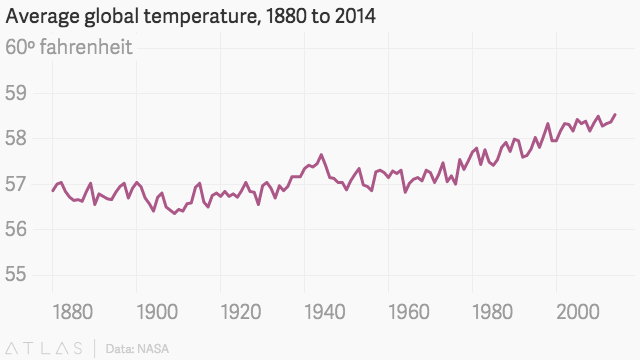 Average global temperature, 1880 to 2014
60º fahrenheit
59
58
57
56
55
1880 1900 1920 1940 1960 1980 2000
ATLAS Data: NASA